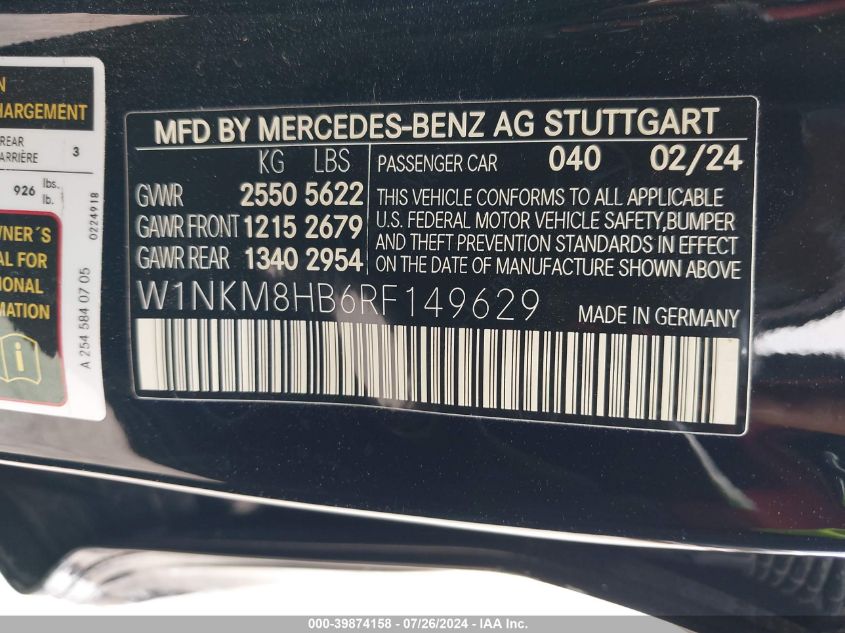 N
HARGEMENT
REAR
ARRIÈRE 3
926 lbs.
lb.
0224918
WNER´S
AL FOR
IONAL
MATION
i
A 254 584 07 05
MFD BY MERCEDES-BENZ AG STUTTGART
KG LBS
GVWR 2550 5622
GAWR FRONT 1215 2679
GAWR REAR 1340 2954
PASSENGER CAR 040 02/24
THIS VEHICLE CONFORMS TO ALL APPLICABLE
U.S. FEDERAL MOTOR VEHICLE SAFETY,BUMPER
AND THEFT PREVENTION STANDARDS IN EFFECT
ON THE DATE OF MANUFACTURE SHOWN ABOVE
W1NKM8HB6RF149629 MADE IN GERMANY
000-39874158 - 07/26/2024 - IAA Inc.